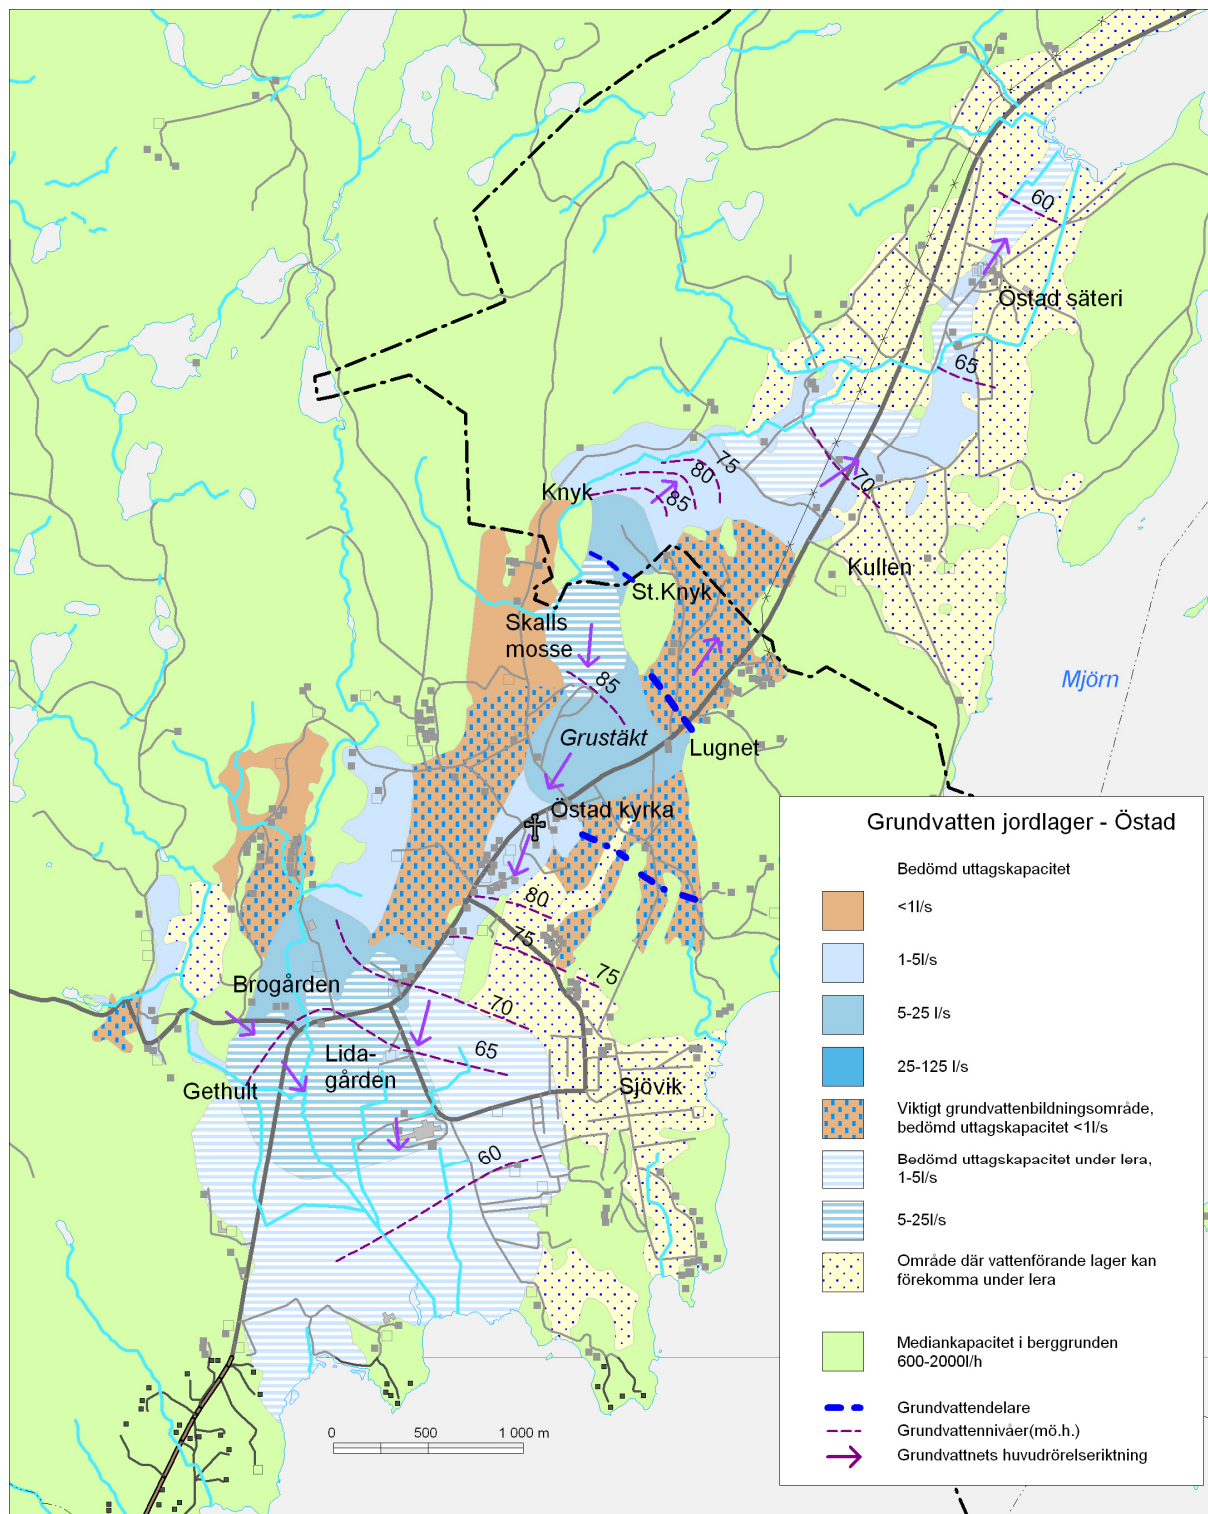 60
Östad säteri
65
75
80
85
70
Knyk
Kullen
St.Knyk
Skalls
mosse
85
Mjörn
Grustäkt
Lugnet
Östad kyrka
80
75
75
Brogården
70
65
Lida-
gården
Gethult
Sjövik
60
0 500 1 000 m
Grundvatten jordlager - Östad
Bedömd uttagskapacitet
<1l/s
1-5l/s
5-25 l/s
25-125 l/s
Viktigt grundvattenbildningsområde,
bedömd uttagskapacitet <1l/s
Bedömd uttagskapacitet under lera,
1-5l/s
5-25l/s
Område där vattenförande lager kan
förekomma under lera
Mediankapacitet i berggrunden
600-2000l/h
Grundvattendelare
Grundvattennivåer(mö.h.)
Grundvattnets huvudrörelseriktning